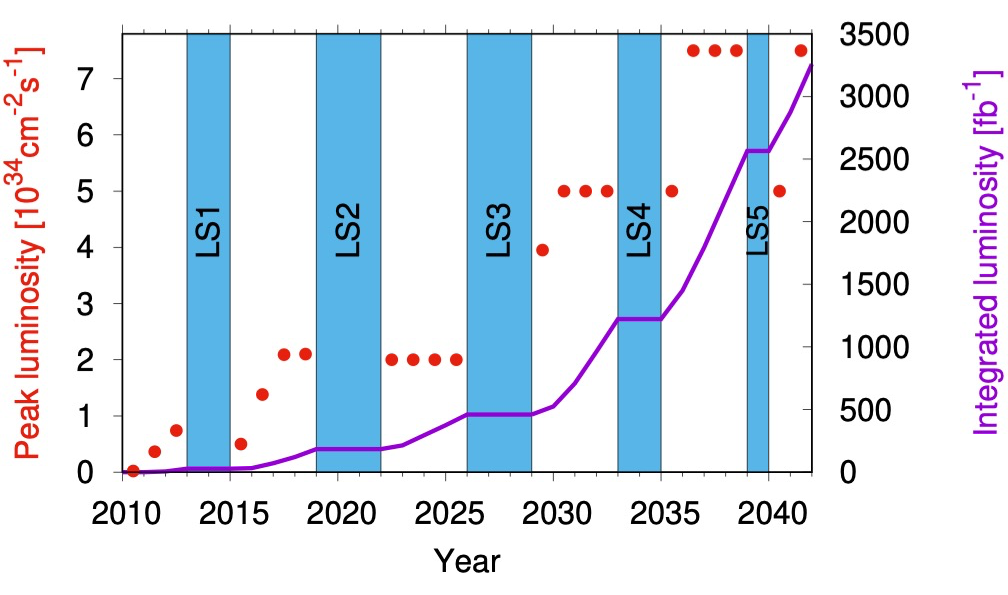 Peak luminosity [10³⁴cm⁻²s⁻¹]
7
6
5
4
3
2
1
0
LS1
LS2
LS3
LS4
LS5
3500
3000
2500
2000
1500
1000
500
0
Integrated luminosity [fb⁻¹]
2010 2015 2020 2025 2030 2035 2040
Year